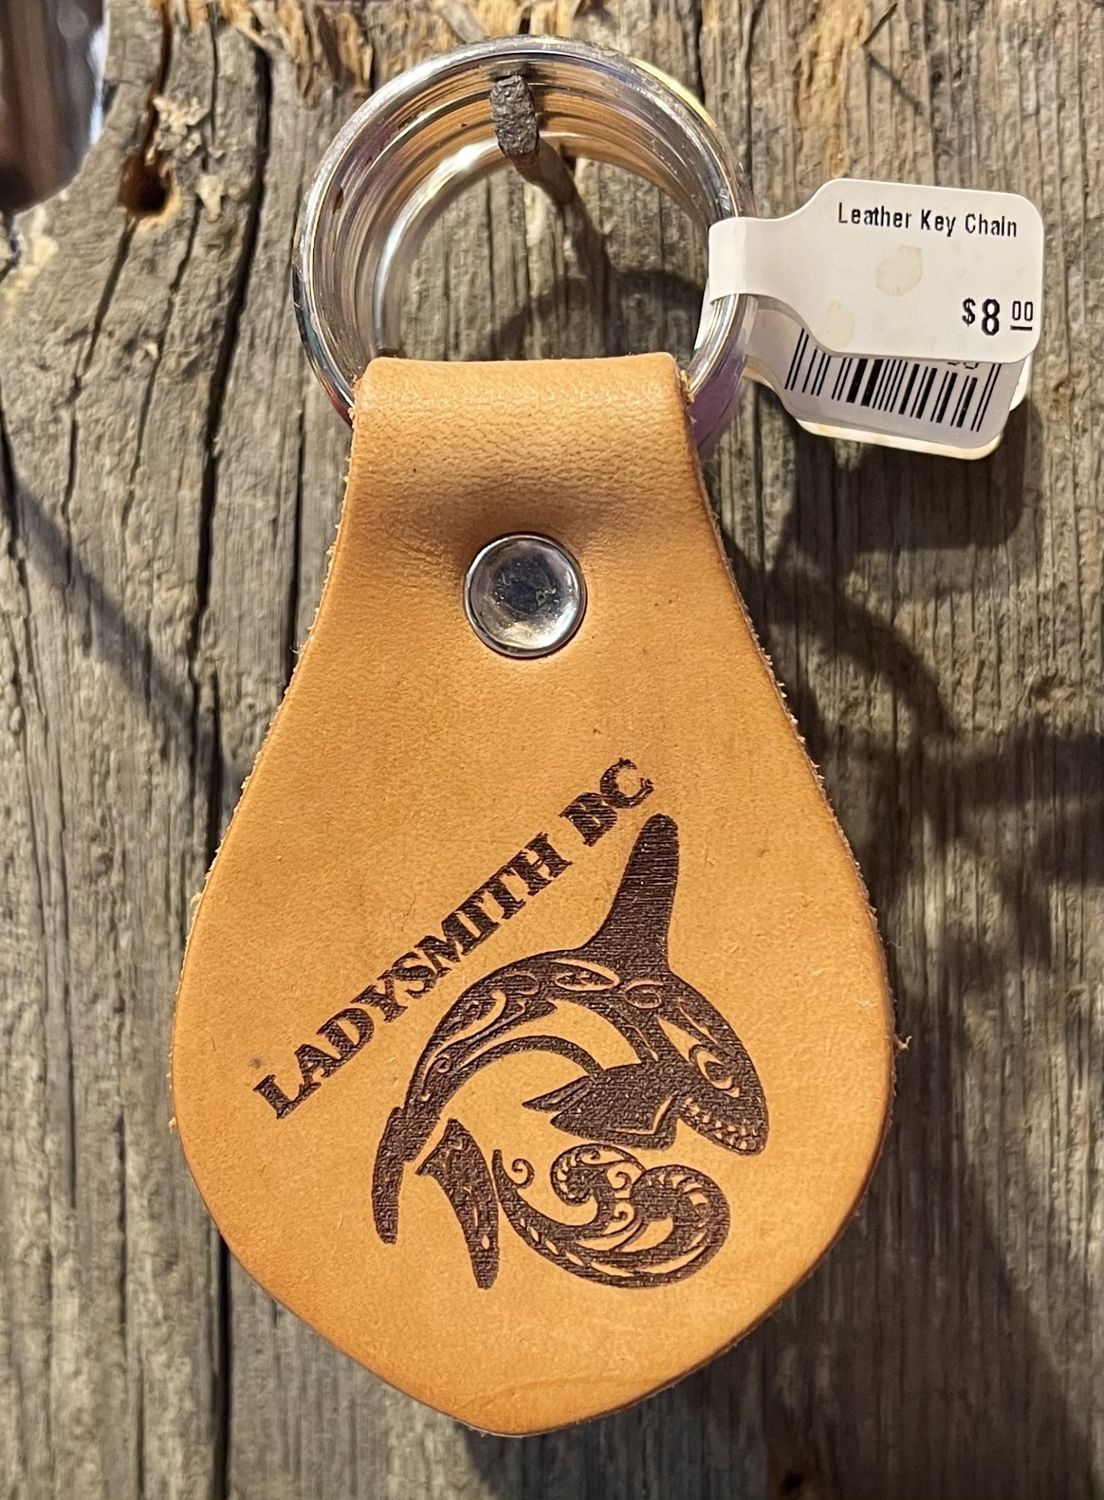 Leather Key Chain
$8.00
LADYSMITH BC